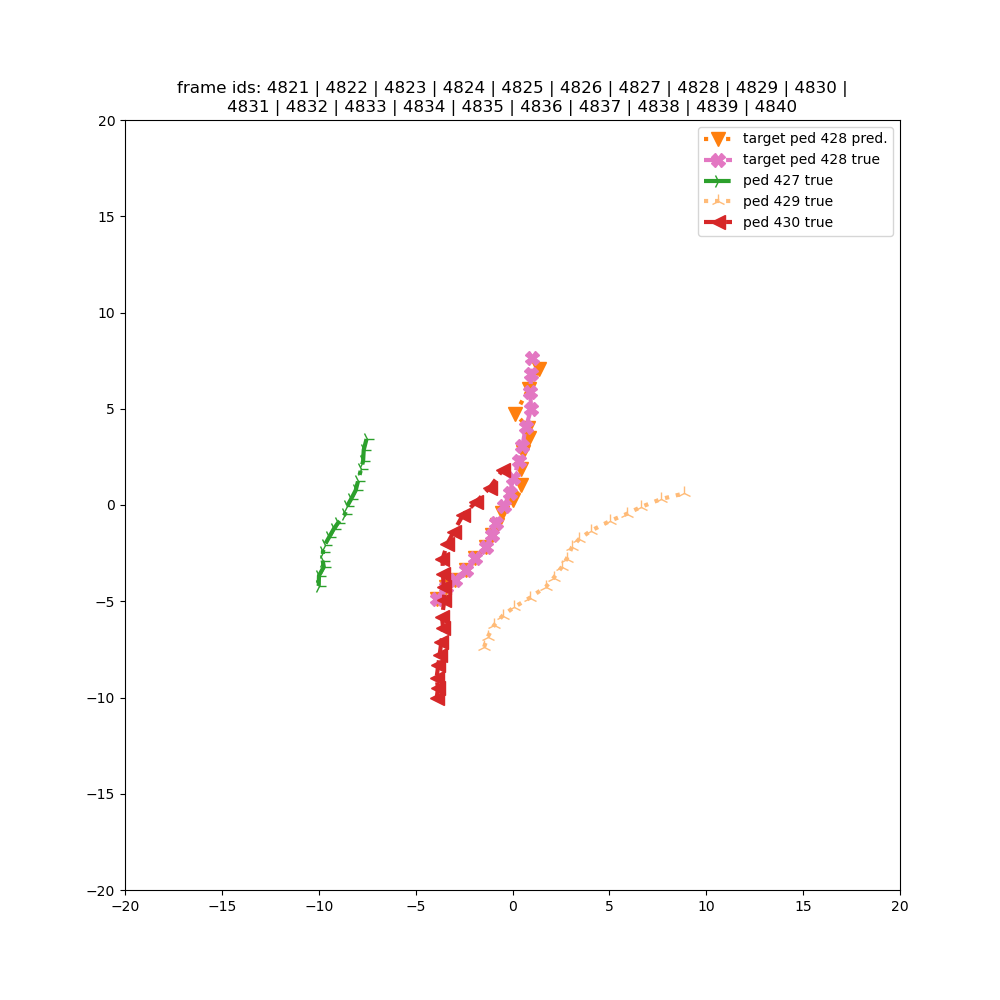 frame ids: 4821 | 4822 | 4823 | 4824 | 4825 | 4826 | 4827 | 4828 | 4829 | 4830 |
4831 | 4832 | 4833 | 4834 | 4835 | 4836 | 4837 | 4838 | 4839 | 4840
target ped 428 pred.
target ped 428 true
ped 427 true
ped 429 true
ped 430 true
20
15
10
5
0
−5
−10
−15
−20
−20 −15 −10 −5 0 5 10 15 20